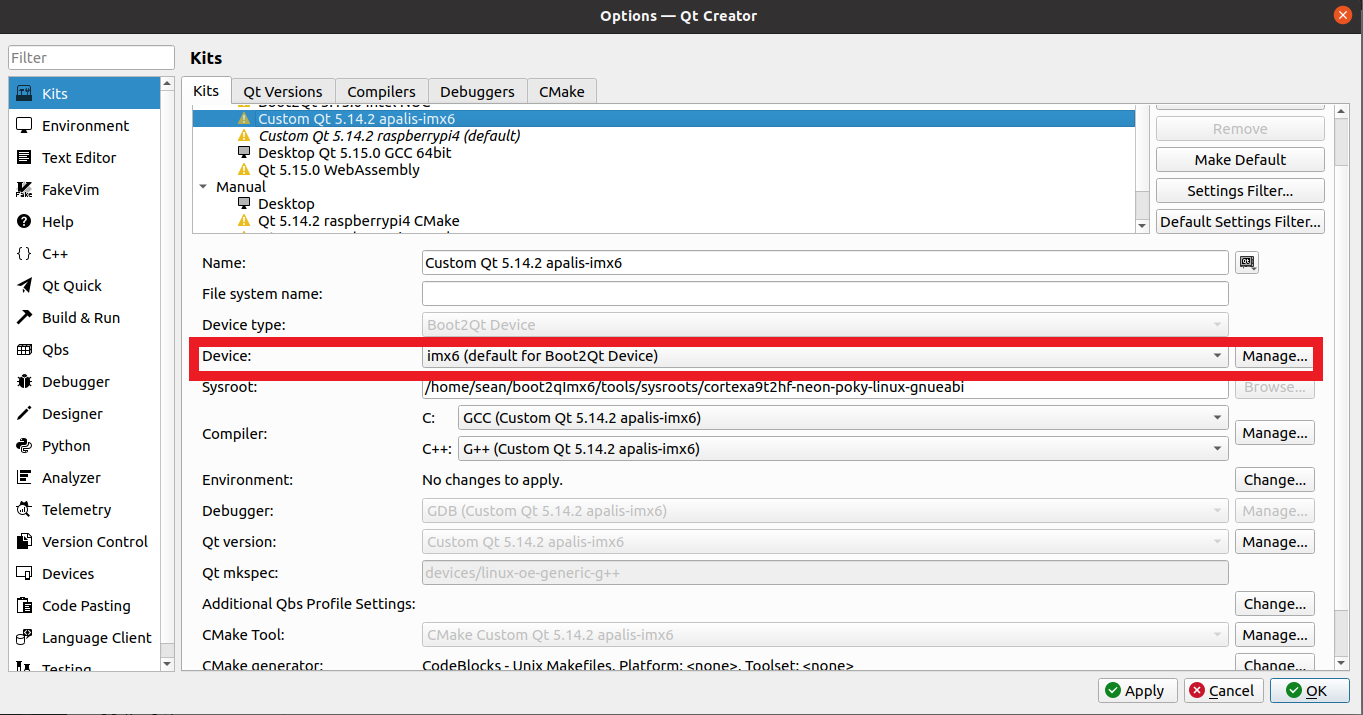 Options — Qt Creator
Filter
Kits
Kits
Environment
Text Editor
FakeVim
Help
C++
Qt Quick
Build & Run
Qbs
Debugger
Designer
Python
Analyzer
Telemetry
Version Control
Devices
Code Pasting
Language Client
Testing
Kits Qt Versions Compilers Debuggers CMake
Boot2Qt 5.15.0 Intel NUC
Custom Qt 5.14.2 apalis-imx6
Custom Qt 5.14.2 raspberrypi4 (default)
Desktop Qt 5.15.0 GCC 64bit
Qt 5.15.0 WebAssembly
Manual
Desktop
Qt 5.14.2 raspberrypi4 CMake
Remove
Make Default
Settings Filter...
Default Settings Filter...
Name: Custom Qt 5.14.2 apalis-imx6
File system name:
Device type: Boot2Qt Device
Device: imx6 (default for Boot2Qt Device) Manage...
Sysroot: /home/sean/boot2qImx6/tools/sysroots/cortexa9t2hf-neon-poky-linux-gnueabi Browse...
Compiler:
C: GCC (Custom Qt 5.14.2 apalis-imx6)
C++: G++ (Custom Qt 5.14.2 apalis-imx6)
Manage...
Environment: No changes to apply. Change...
Debugger: GDB (Custom Qt 5.14.2 apalis-imx6) Manage...
Qt version: Custom Qt 5.14.2 apalis-imx6 Manage...
Qt mkspec: devices/linux-oe-generic-g++
Additional Qbs Profile Settings: Change...
CMake Tool: CMake Custom Qt 5.14.2 apalis-imx6 Manage...
CMake generator: CodeBlocks - Unix Makefiles, Platform: <none>, Toolset: <none> Change...
Apply Cancel OK